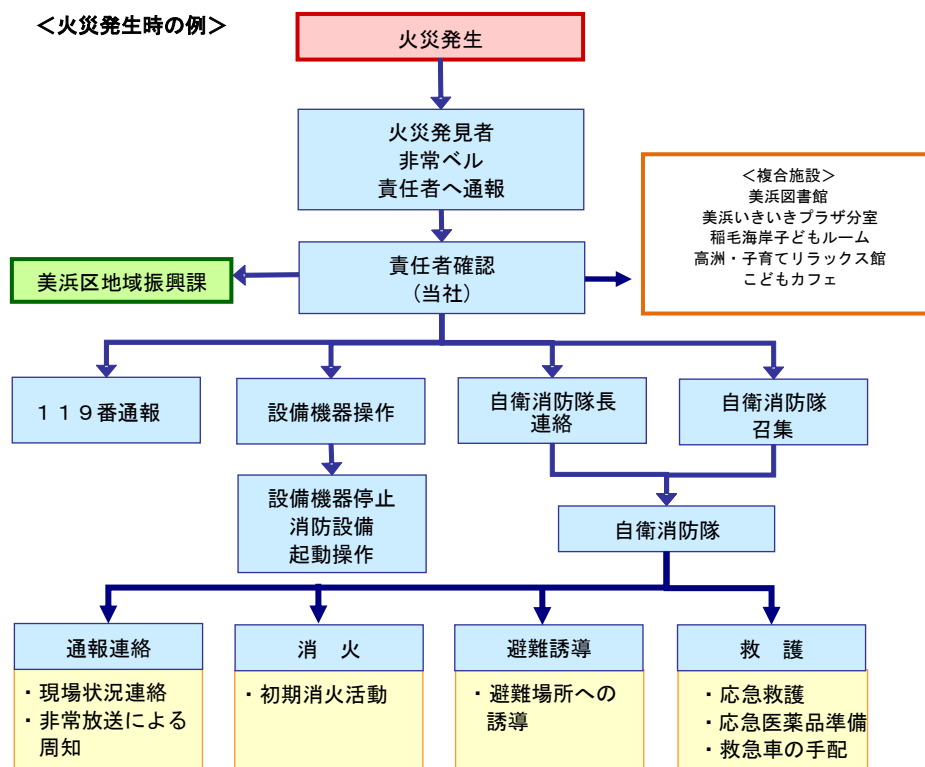 <火災発生時の例>
火災発生
火災発見者
非常ベル
責任者へ通報
<複合施設>
美浜図書館
美浜いきいきプラザ分室
稲毛海岸子どもルーム
高洲・子育てリラックス館
こどもカフェ
美浜区地域振興課
責任者確認
(当社)
119番通報
設備機器操作
自衛消防隊長
連絡
自衛消防隊
召集
設備機器停止
消防設備
起動操作
自衛消防隊
通報連絡
・現場状況連絡
・非常放送による
周知
消 火
・初期消火活動
避難誘導
・避難場所への
誘導
救 護
・応急救護
・応急医薬品準備
・救急車の手配